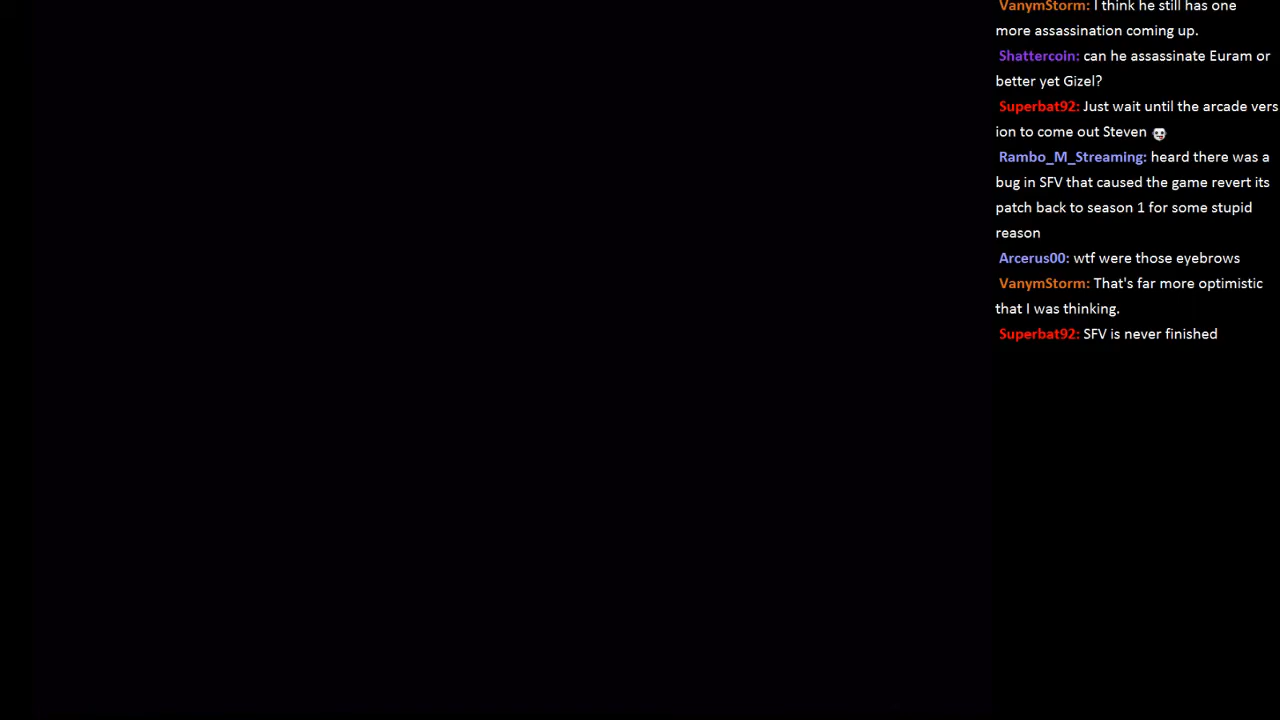 VanymStorm: I think he still has one
more assassination coming up.
Shattercoin: can he assassinate Euram or
better yet Gizel?
Superbat92: Just wait until the arcade vers
ion to come out Steven
Rambo_M_Streaming: heard there was a
bug in SFV that caused the game revert its
patch back to season 1 for some stupid
reason
Arcerus00: wtf were those eyebrows
VanymStorm: That's far more optimistic
that I was thinking.
Superbat92: SFV is never finished